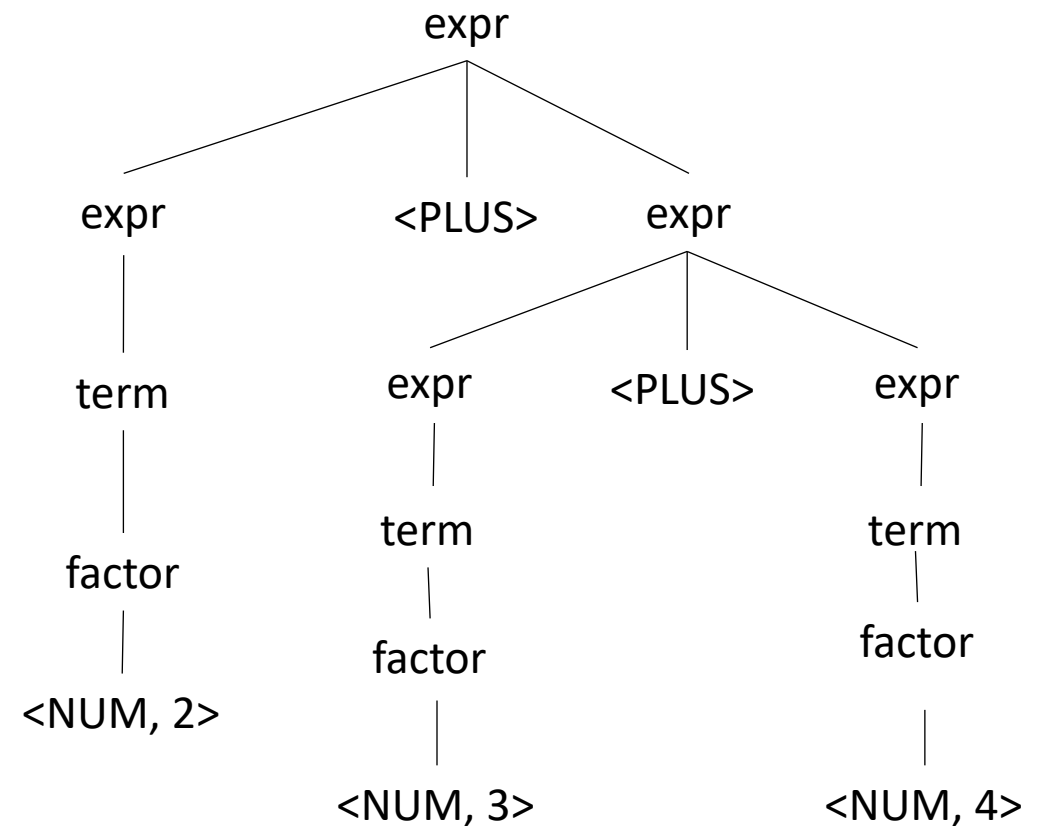 expr
expr <PLUS> expr
term expr <PLUS> expr
term term
factor
factor factor
<NUM, 2>
<NUM, 3> <NUM, 4>